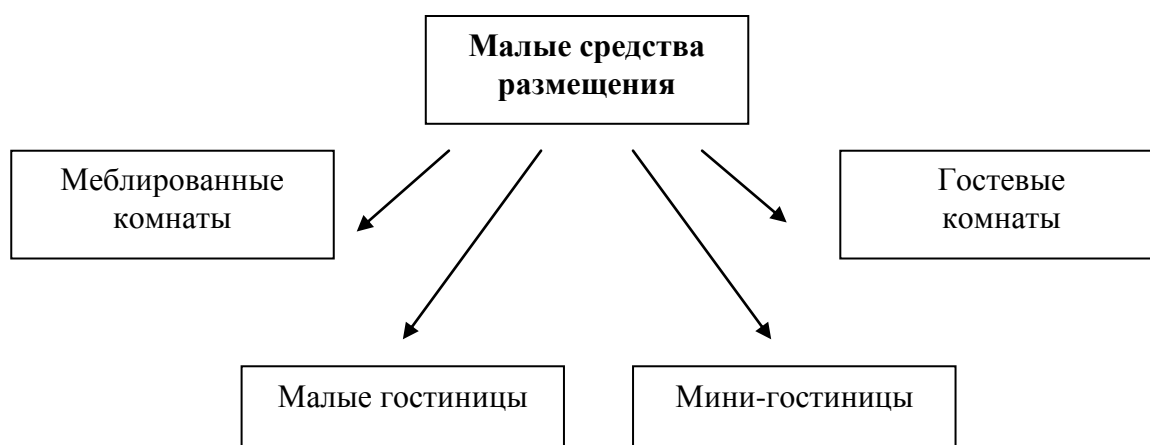 Малые средства
размещения
Меблированные
комнаты
Гостевые
комнаты
Малые гостиницы
Мини-гостиницы